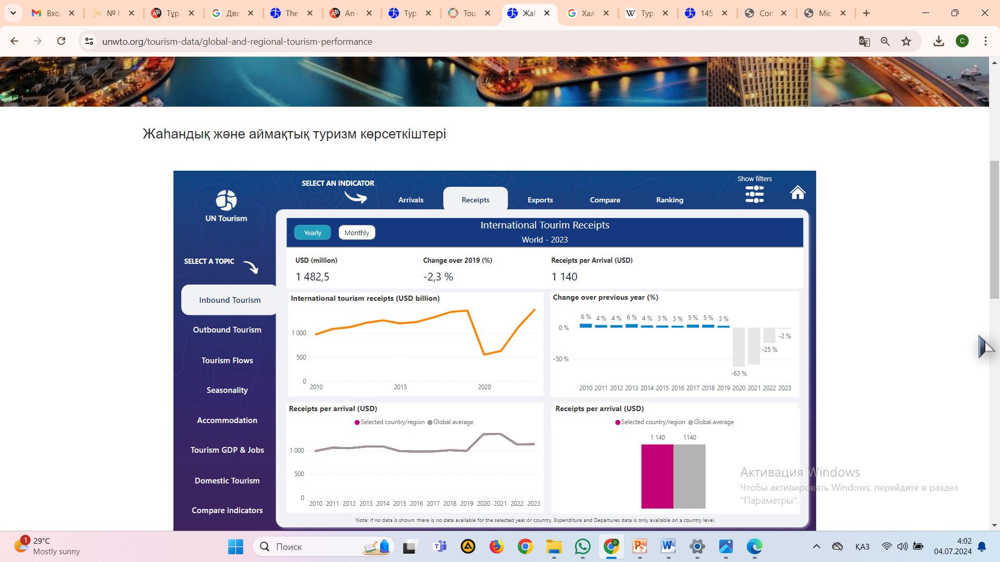 Вхо
№ І
Тұра
Две
The
An
Тур
Tou
Жаһ
Хал
Тур
145
Con
Mic
unwto.org/tourism-data/global-and-regional-tourism-performance
C
Жаһандық және аймақтық туризм көрсеткіштері
SELECT AN INDICATOR
Show filters
Arrivals
Receipts
Exports
Compare
Ranking
UN Tourism
Yearly
Monthly
International Tourim Receipts
World - 2023
SELECT A TOPIC
USD (million)
Change over 2019 (%)
Receipts per Arrival (USD)
1 482,5
-2,3 %
1 140
Inbound Tourism
Outbound Tourism
Tourism Flows
Seasonality
Accommodation
Tourism GDP & Jobs
Domestic Tourism
Compare indicators
International tourism receipts (USD billion)
1 000
500
0
2010
2015
2020
Change over previous year (%)
6 % 4 % 4 % 6 % 4 % 3 % 3 % 5 % 5 % 3 %
0 %
-2 %
-25 %
-50 %
-63 %
2010 2011 2012 2013 2014 2015 2016 2017 2018 2019 2020 2021 2022 2023
Receipts per arrival (USD)
Selected country/region Global average
1 000
500
0
2010 2011 2012 2013 2014 2015 2016 2017 2018 2019 2020 2021 2022 2023
Receipts per arrival (USD)
Selected country/region Global average
1 140 1140
Note: If no data is shown, there is no data available for the selected year or country. Expenditure and Departures data is only available on a country level.
Активация Windows
Чтобы активировать Windows, перейдите в раздел
"Параметры".
1
29°C
Mostly sunny
Поиск
ҚАЗ
4:02
04.07.2024